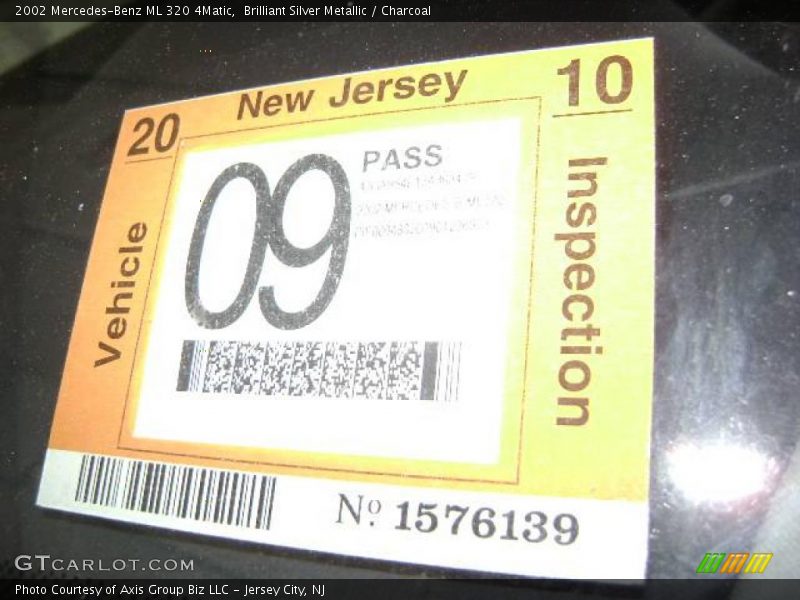 2002 Mercedes-Benz ML 320 4Matic,  Brilliant Silver Metallic / Charcoal
20 New Jersey 10
Vehicle
09
PASS
Inspection
Nº 1576139
GTCARLOT.COM
Photo Courtesy of Axis Group Biz LLC - Jersey City, NJ